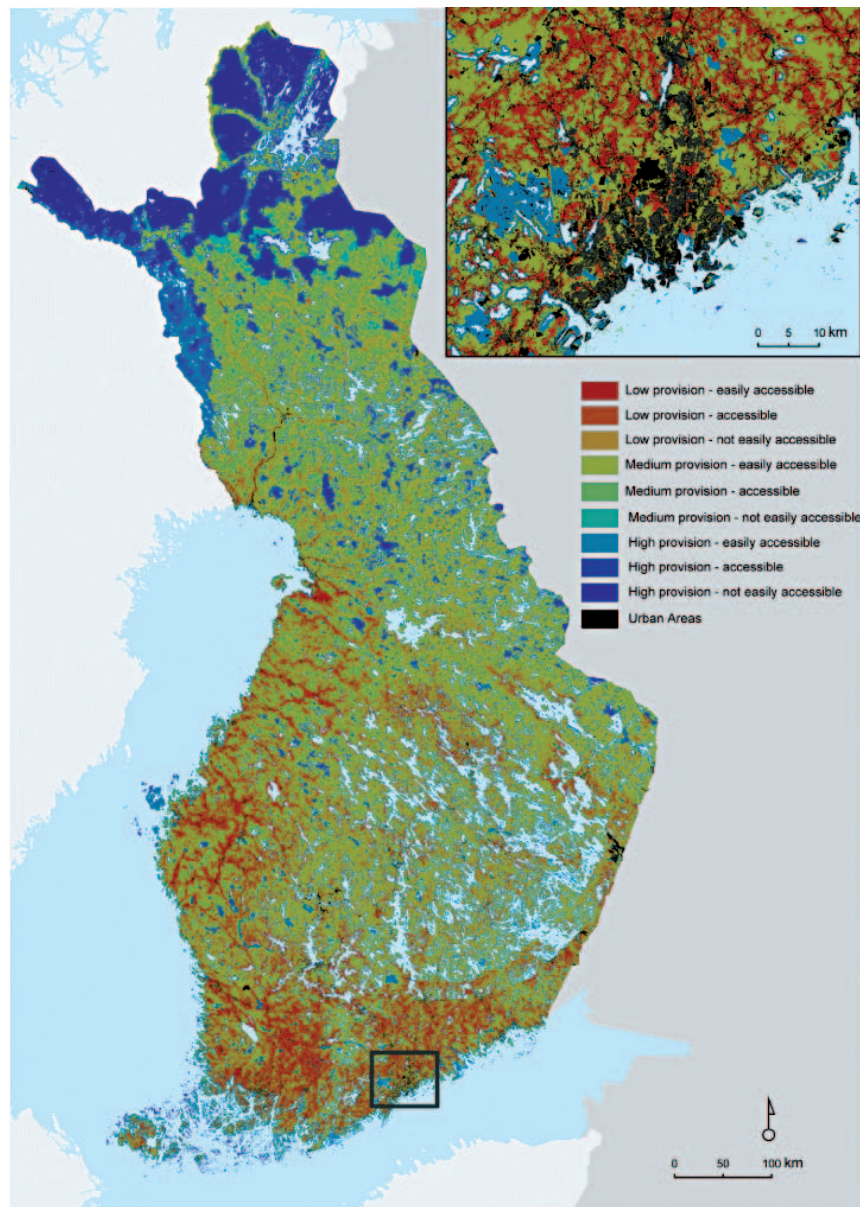 0 5 10 km
Low provision - easily accessible
Low provision - accessible
Low provision - not easily accessible
Medium provision - easily accessible
Medium provision - accessible
Medium provision - not easily accessible
High provision - easily accessible
High provision - accessible
High provision - not easily accessible
Urban Areas
0 50 100 km